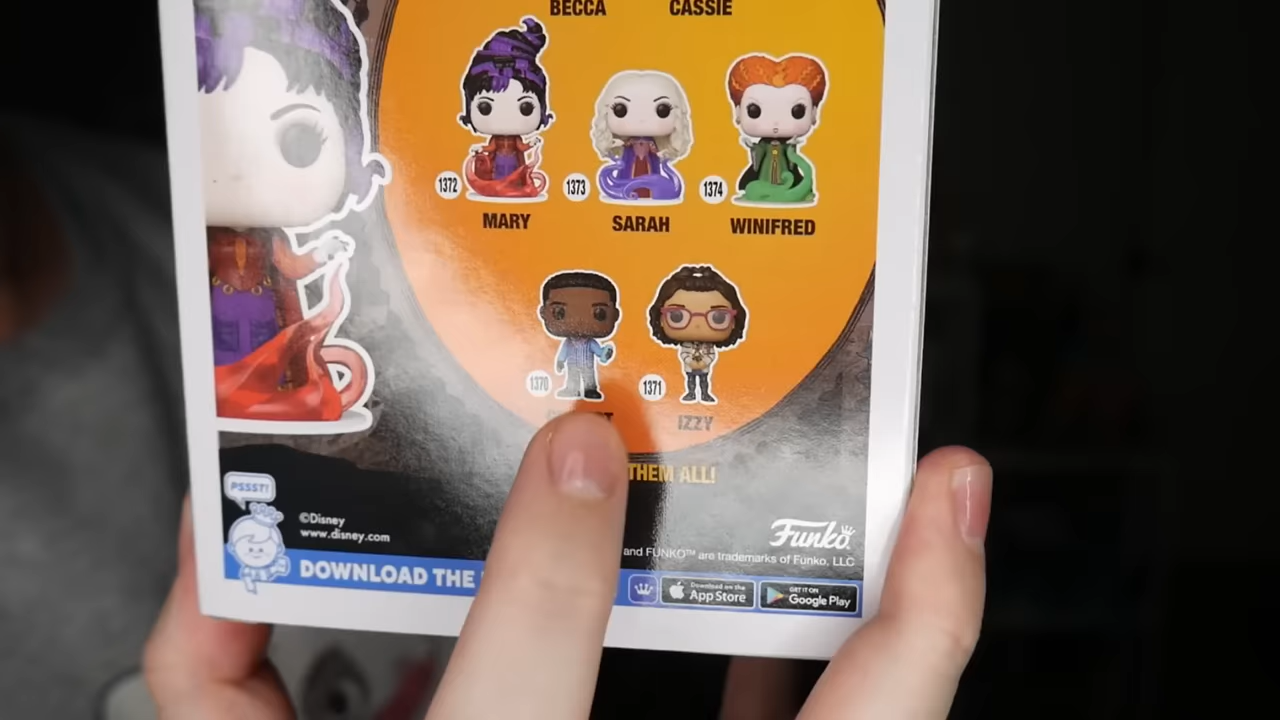 BECCA CASSIE
1372 1373 1374
MARY SARAH WINIFRED
1370 1371
IZZY
THEM ALL!
PSSST!
©Disney
www.disney.com
Funko
and FUNKO™ are trademarks of Funko, LLC
DOWNLOAD THE
Download on the App Store
GET IT ON Google Play